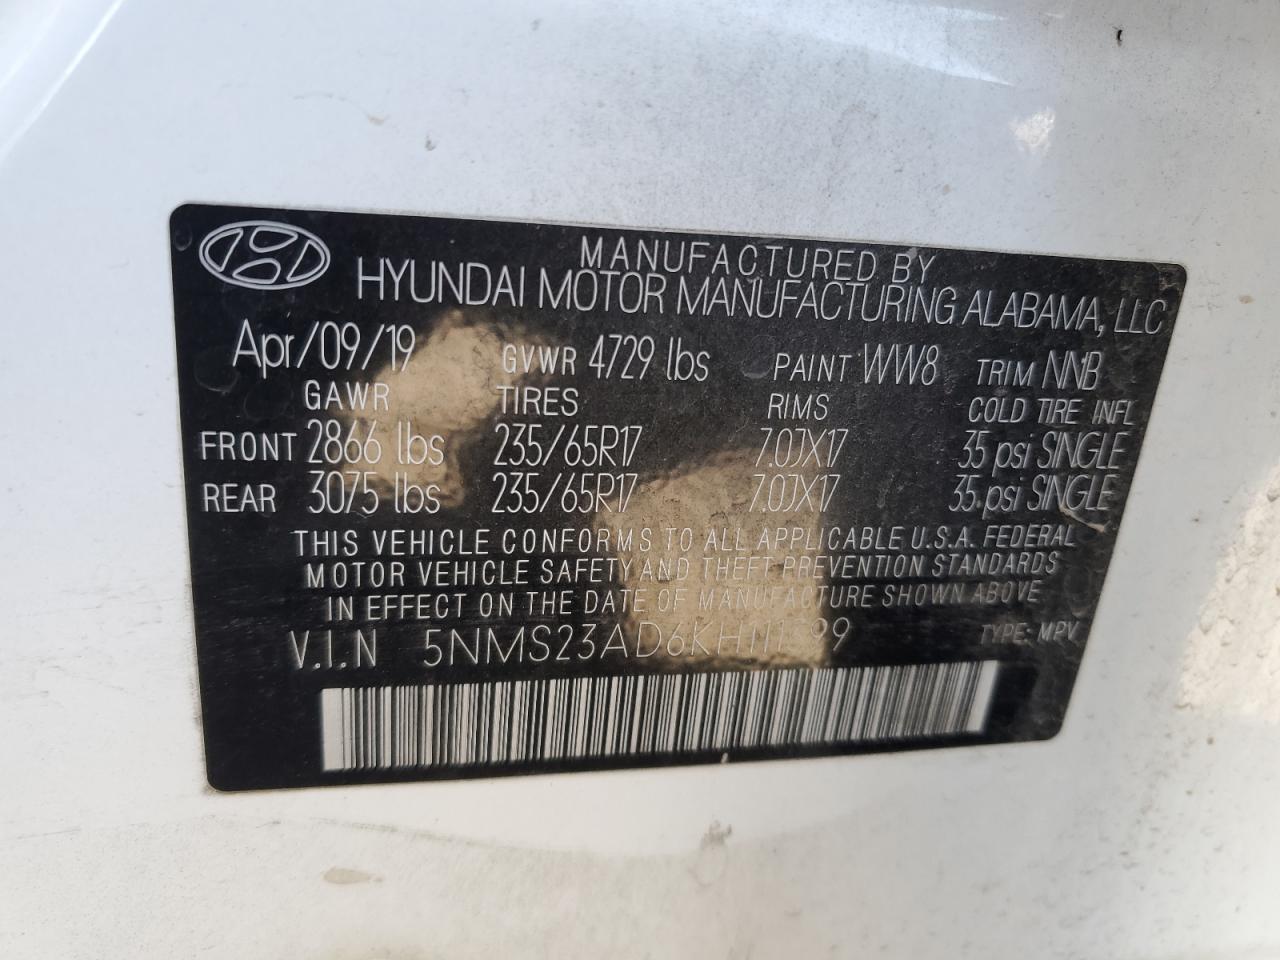 MANUFACTURED BY
HYUNDAI MOTOR MANUFACTURING ALABAMA, LLC
Apr/09/19 GVWR 4729 lbs PAINT WW8 TRIM NNB
GAWR TIRES RIMS COLD TIRE INFL
FRONT 2866 lbs 235/65R17 7.0JX17 35 psi SINGLE
REAR 3075 lbs 235/65R17 7.0JX17 35 psi SINGLE
THIS VEHICLE CONFORMS TO ALL APPLICABLE U.S.A. FEDERAL
MOTOR VEHICLE SAFETY AND THEFT PREVENTION STANDARDS
IN EFFECT ON THE DATE OF MANUFACTURE SHOWN ABOVE
V.I.N 5NMS23AD6KH111399 TYPE: MPV